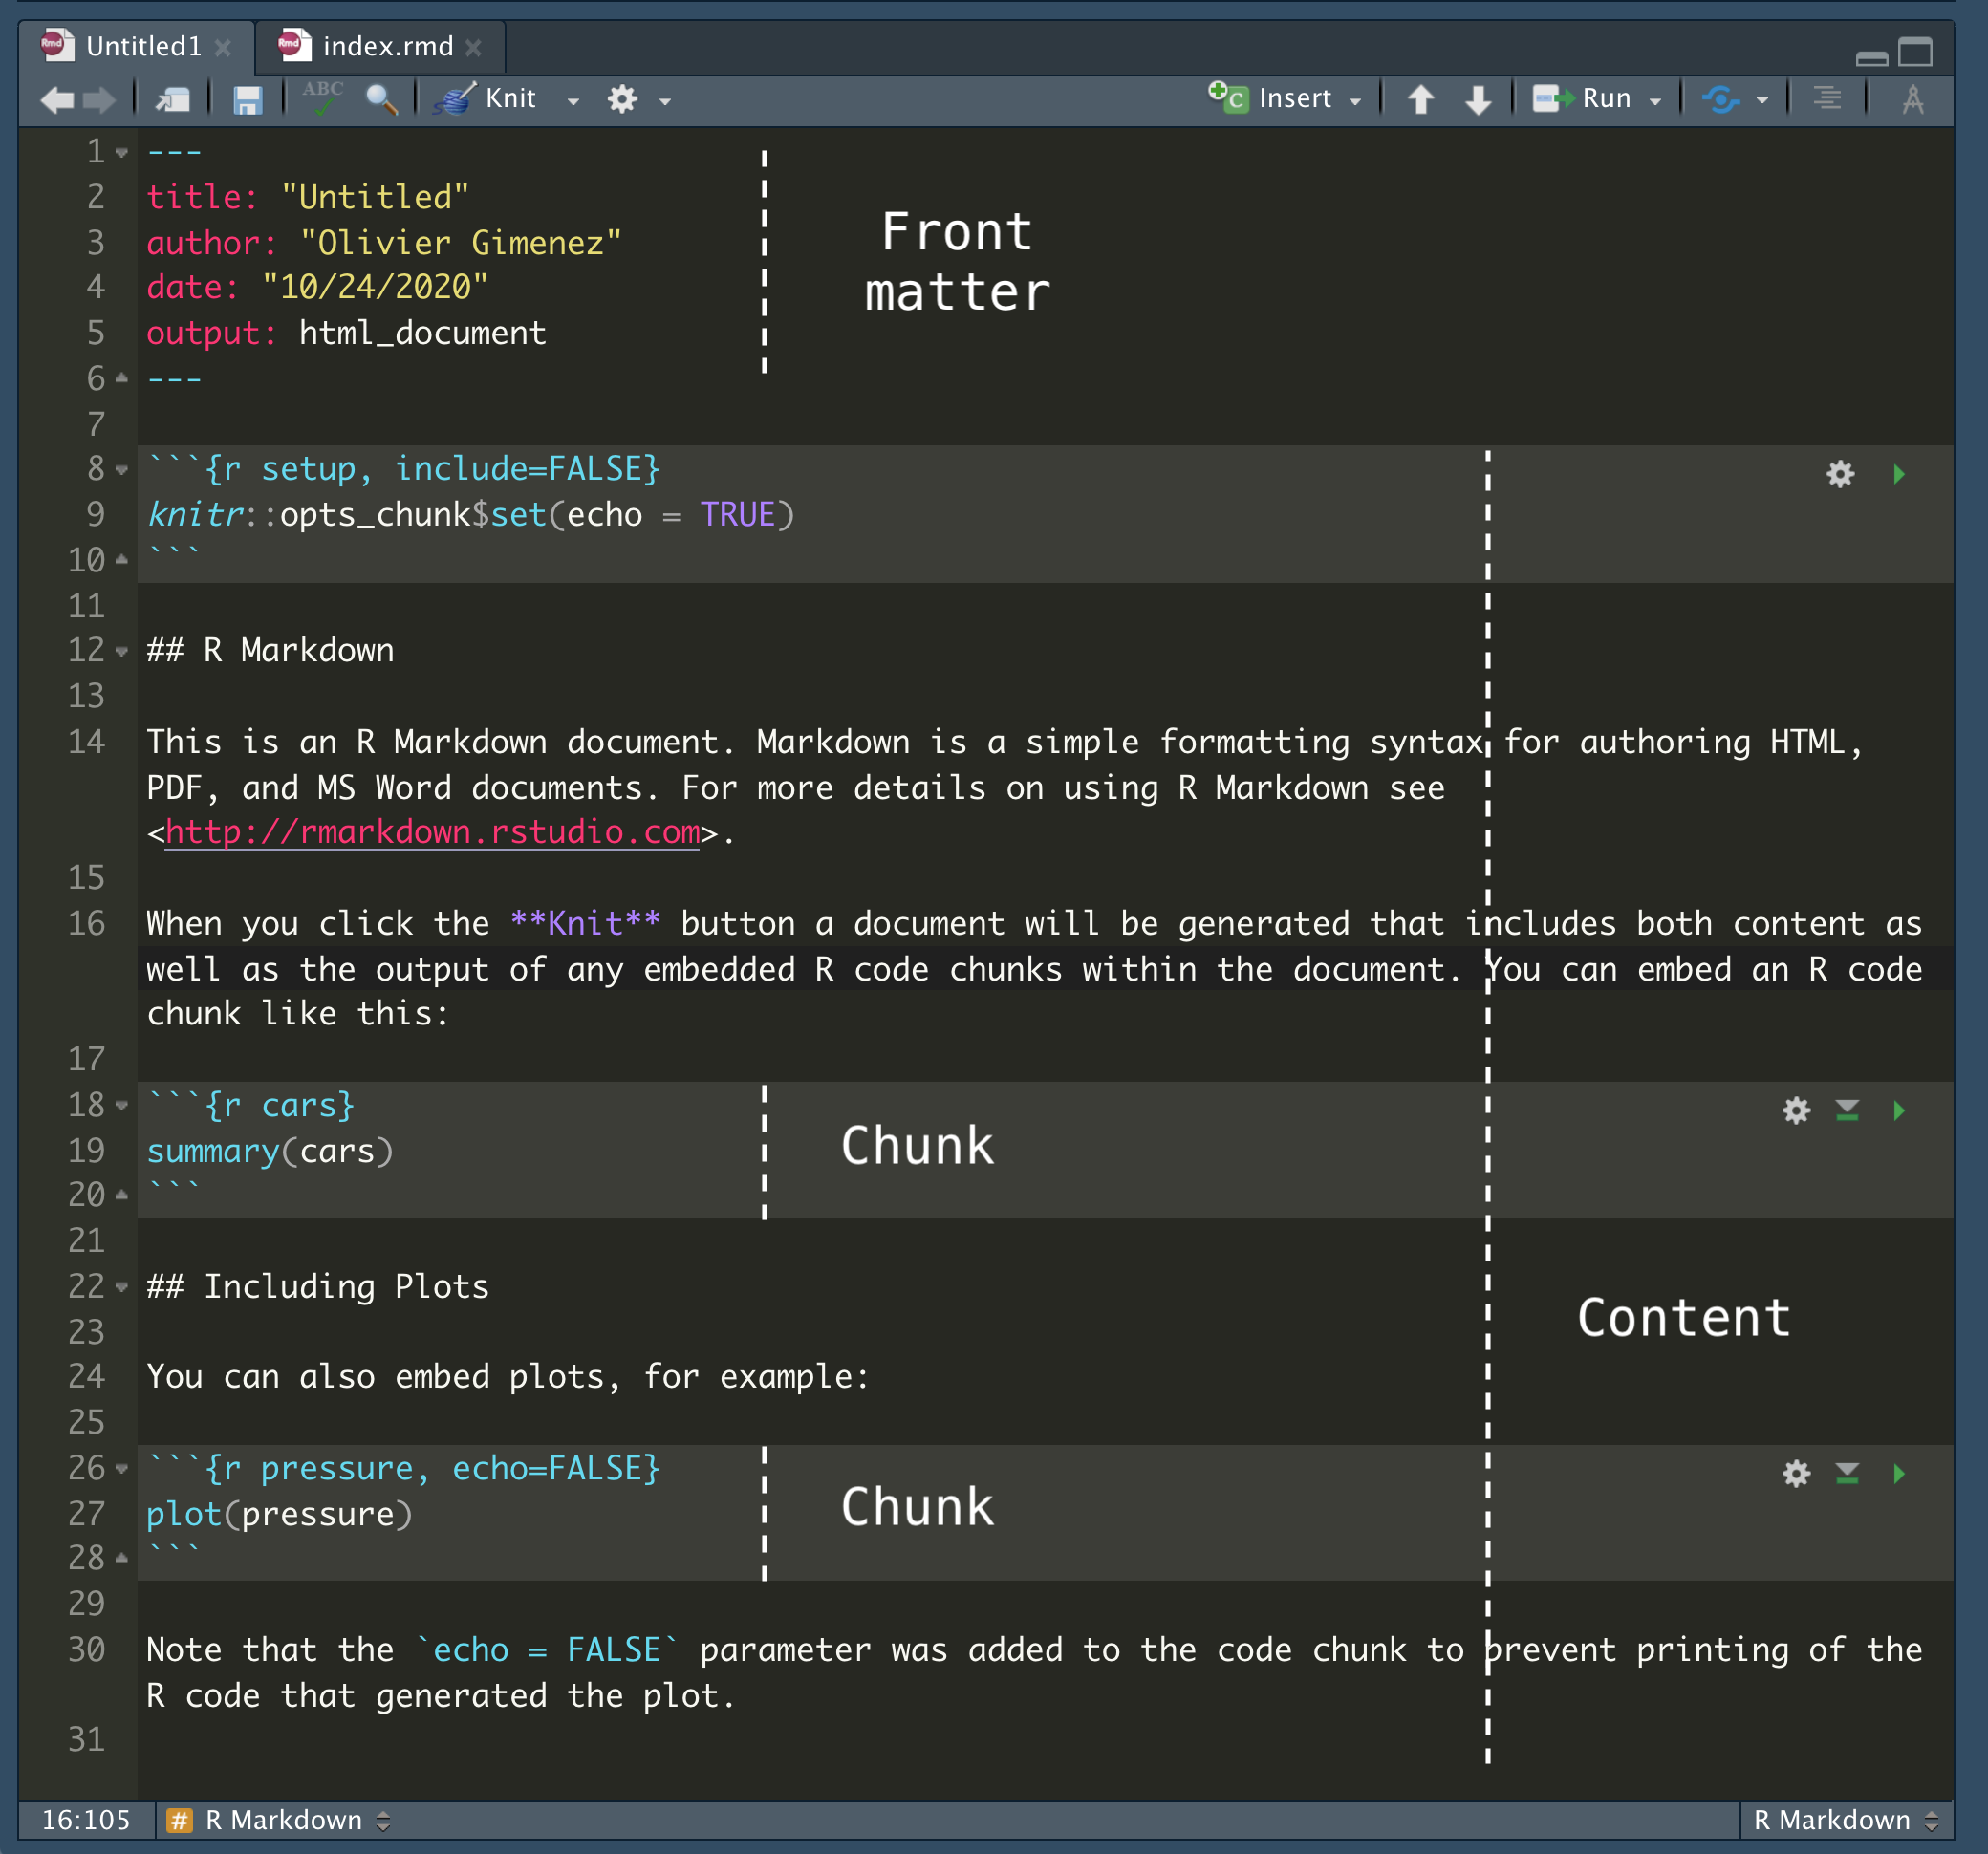 Untitled1 index.rmd
ABC Knit Insert Run
1 ---
2 title: "Untitled"
3 author: "Olivier Gimenez"
4 date: "10/24/2020"
5 output: html_document
6 ---
Front
matter
7
8 ```{r setup, include=FALSE}
9 knitr::opts_chunk$set(echo = TRUE)
10 ```
11
12 ## R Markdown
13
14 This is an R Markdown document. Markdown is a simple formatting syntax for authoring HTML,
PDF, and MS Word documents. For more details on using R Markdown see
<http://rmarkdown.rstudio.com>.
15
16 When you click the **Knit** button a document will be generated that includes both content as
well as the output of any embedded R code chunks within the document. You can embed an R code
chunk like this:
17
18 ```{r cars}
19 summary(cars)
20 ```
Chunk
21
22 ## Including Plots
23
Content
24 You can also embed plots, for example:
25
26 ```{r pressure, echo=FALSE}
27 plot(pressure)
28 ```
Chunk
29
30 Note that the `echo = FALSE` parameter was added to the code chunk to prevent printing of the
R code that generated the plot.
31
16:105 # R Markdown R Markdown